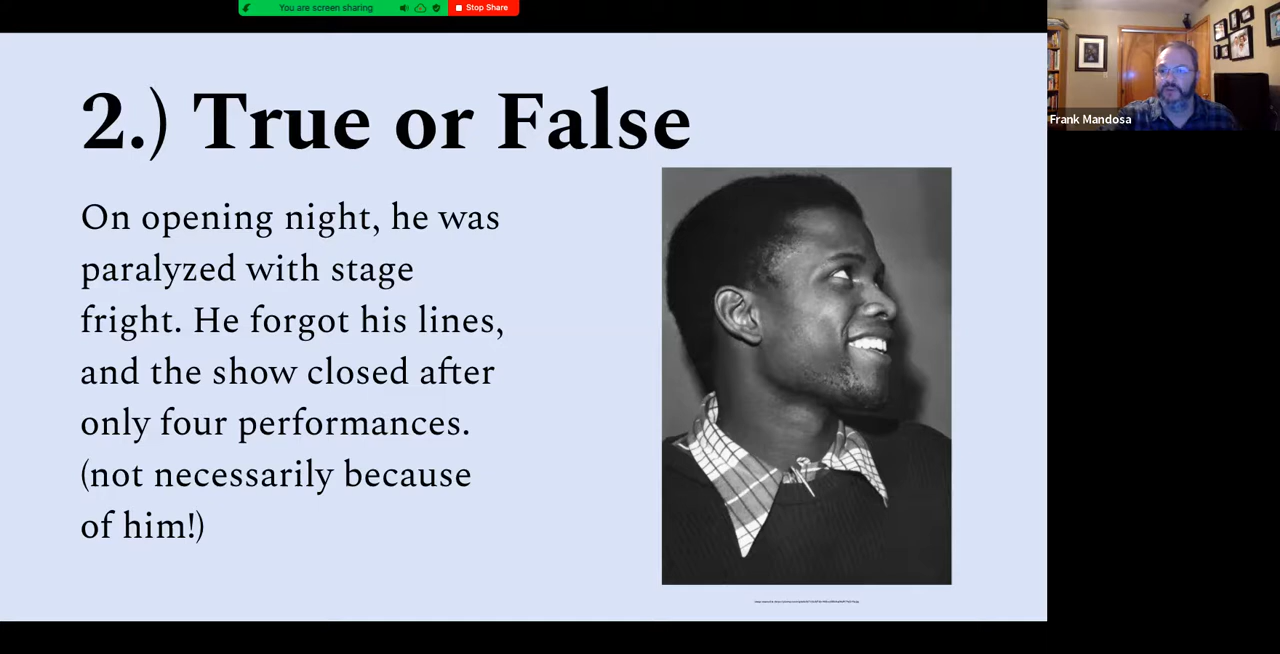 You are screen sharing
Stop Share
2.) True or False
On opening night, he was
paralyzed with stage
fright. He forgot his lines,
and the show closed after
only four performances.
(not necessarily because
of him!)
Frank Mandosa